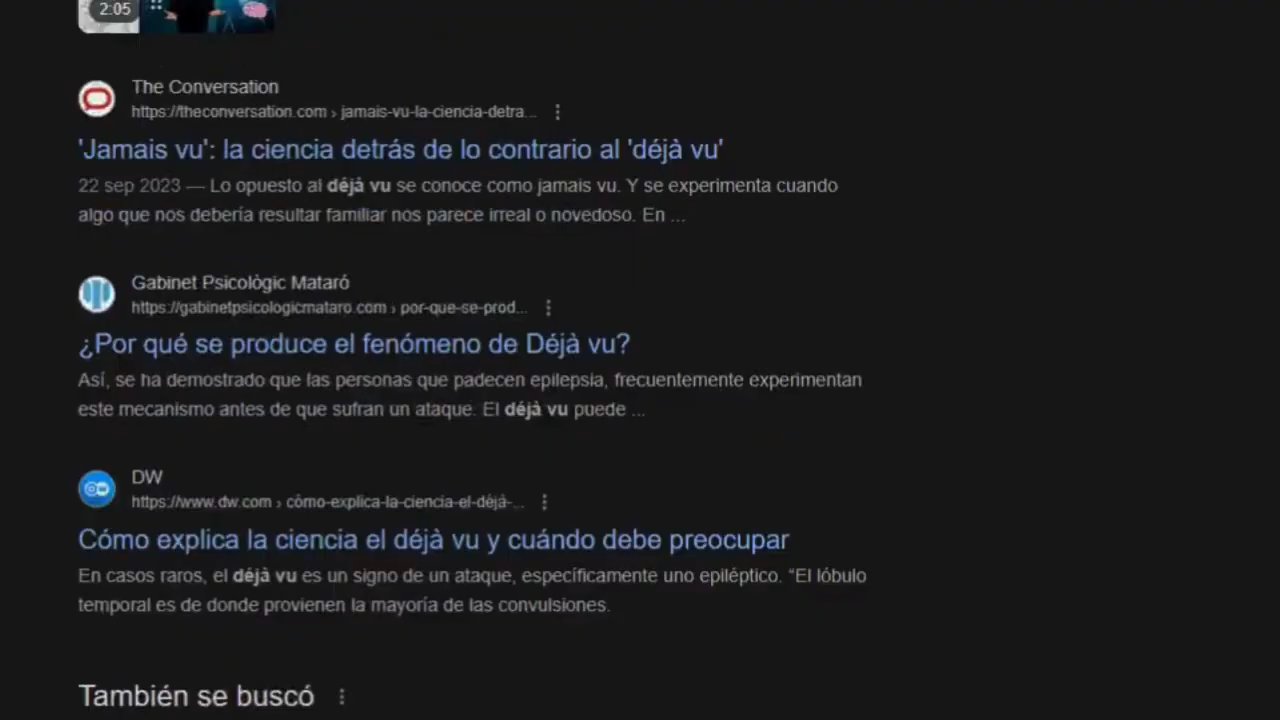 2:05
The Conversation
https://theconversation.com › jamais-vu-la-ciencia-detra...
'Jamais vu': la ciencia detrás de lo contrario al 'déjà vu'
22 sep 2023 — Lo opuesto al déjà vu se conoce como jamais vu. Y se experimenta cuando
algo que nos debería resultar familiar nos parece irreal o novedoso. En ...
Gabinet Psicològic Mataró
https://gabinetpsicologicmataro.com › por-que-se-prod...
¿Por qué se produce el fenómeno de Déjà vu?
Así, se ha demostrado que las personas que padecen epilepsia, frecuentemente experimentan
este mecanismo antes de que sufran un ataque. El déjà vu puede ...
DW
https://www.dw.com › cómo-explica-la-ciencia-el-déjà-...
Cómo explica la ciencia el déjà vu y cuándo debe preocupar
En casos raros, el déjà vu es un signo de un ataque, específicamente uno epiléptico. “El lóbulo
temporal es de donde provienen la mayoría de las convulsiones.
También se buscó